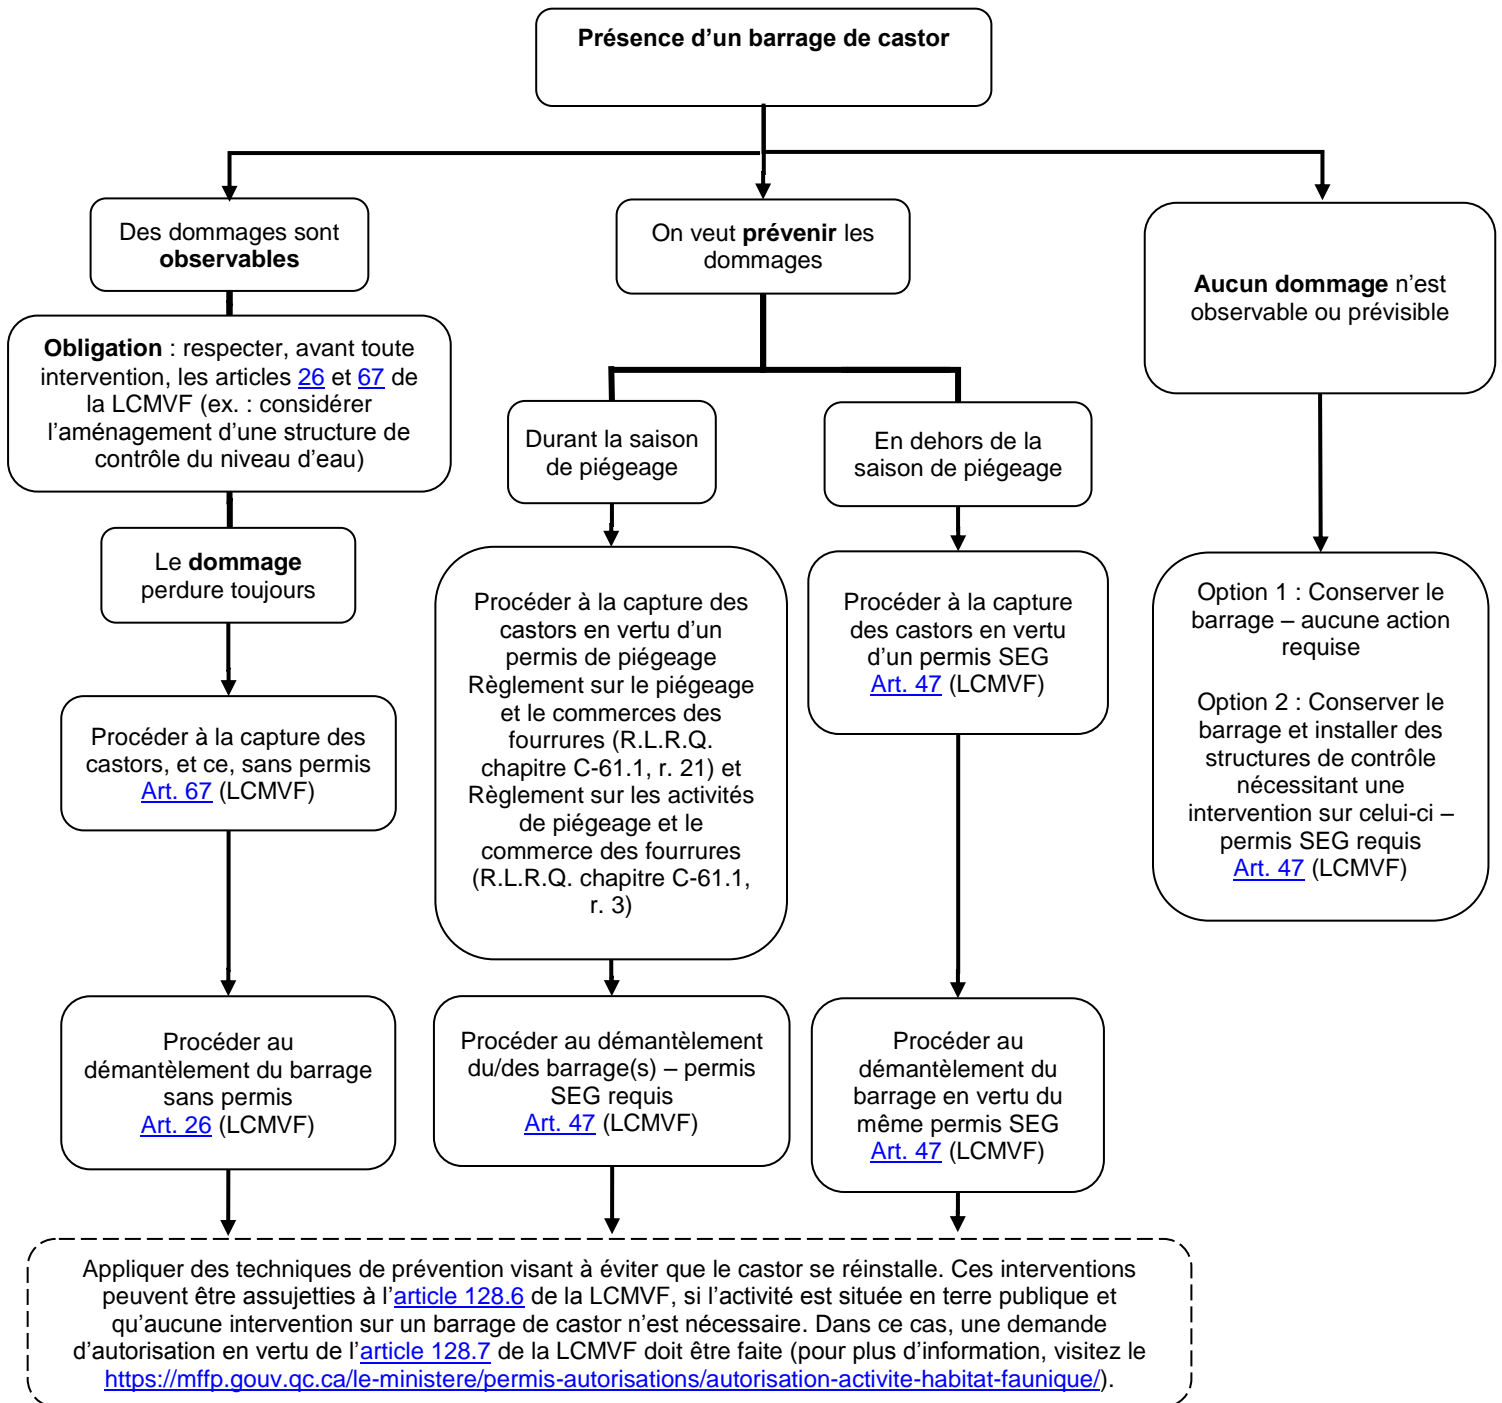 Présence d’un barrage de castor
Des dommages sont
observables
On veut prévenir les
dommages
Aucun dommage n’est
observable ou prévisible
Obligation : respecter, avant toute
intervention, les articles 26 et 67 de
la LCMVF (ex. : considérer
l’aménagement d’une structure de
contrôle du niveau d’eau)
Durant la saison
de piégeage
En dehors de la
saison de piégeage
Le dommage
perdure toujours
Procéder à la capture des
castors en vertu d’un
permis de piégeage
Règlement sur le piégeage
et le commerces des
fourrures (R.L.R.Q.
chapitre C-61.1, r. 21) et
Règlement sur les activités
de piégeage et le
commerce des fourrures
(R.L.R.Q. chapitre C-61.1,
r. 3)
Procéder à la capture
des castors en vertu
d’un permis SEG
Art. 47 (LCMVF)
Option 1 : Conserver le
barrage – aucune action
requise
Option 2 : Conserver le
barrage et installer des
structures de contrôle
nécessitant une
intervention sur celui-ci –
permis SEG requis
Art. 47 (LCMVF)
Procéder à la capture des
castors, et ce, sans permis
Art. 67 (LCMVF)
Procéder au
démantèlement du barrage
sans permis
Art. 26 (LCMVF)
Procéder au démantèlement
du/des barrage(s) – permis
SEG requis
Art. 47 (LCMVF)
Procéder au
démantèlement du
barrage en vertu du
même permis SEG
Art. 47 (LCMVF)
Appliquer des techniques de prévention visant à éviter que le castor se réinstalle. Ces interventions
peuvent être assujetties à l’article 128.6 de la LCMVF, si l’activité est située en terre publique et
qu’aucune intervention sur un barrage de castor n’est nécessaire. Dans ce cas, une demande
d’autorisation en vertu de l’article 128.7 de la LCMVF doit être faite (pour plus d’information, visitez le
https://mffp.gouv.qc.ca/le-ministere/permis-autorisations/autorisation-activite-habitat-faunique/).